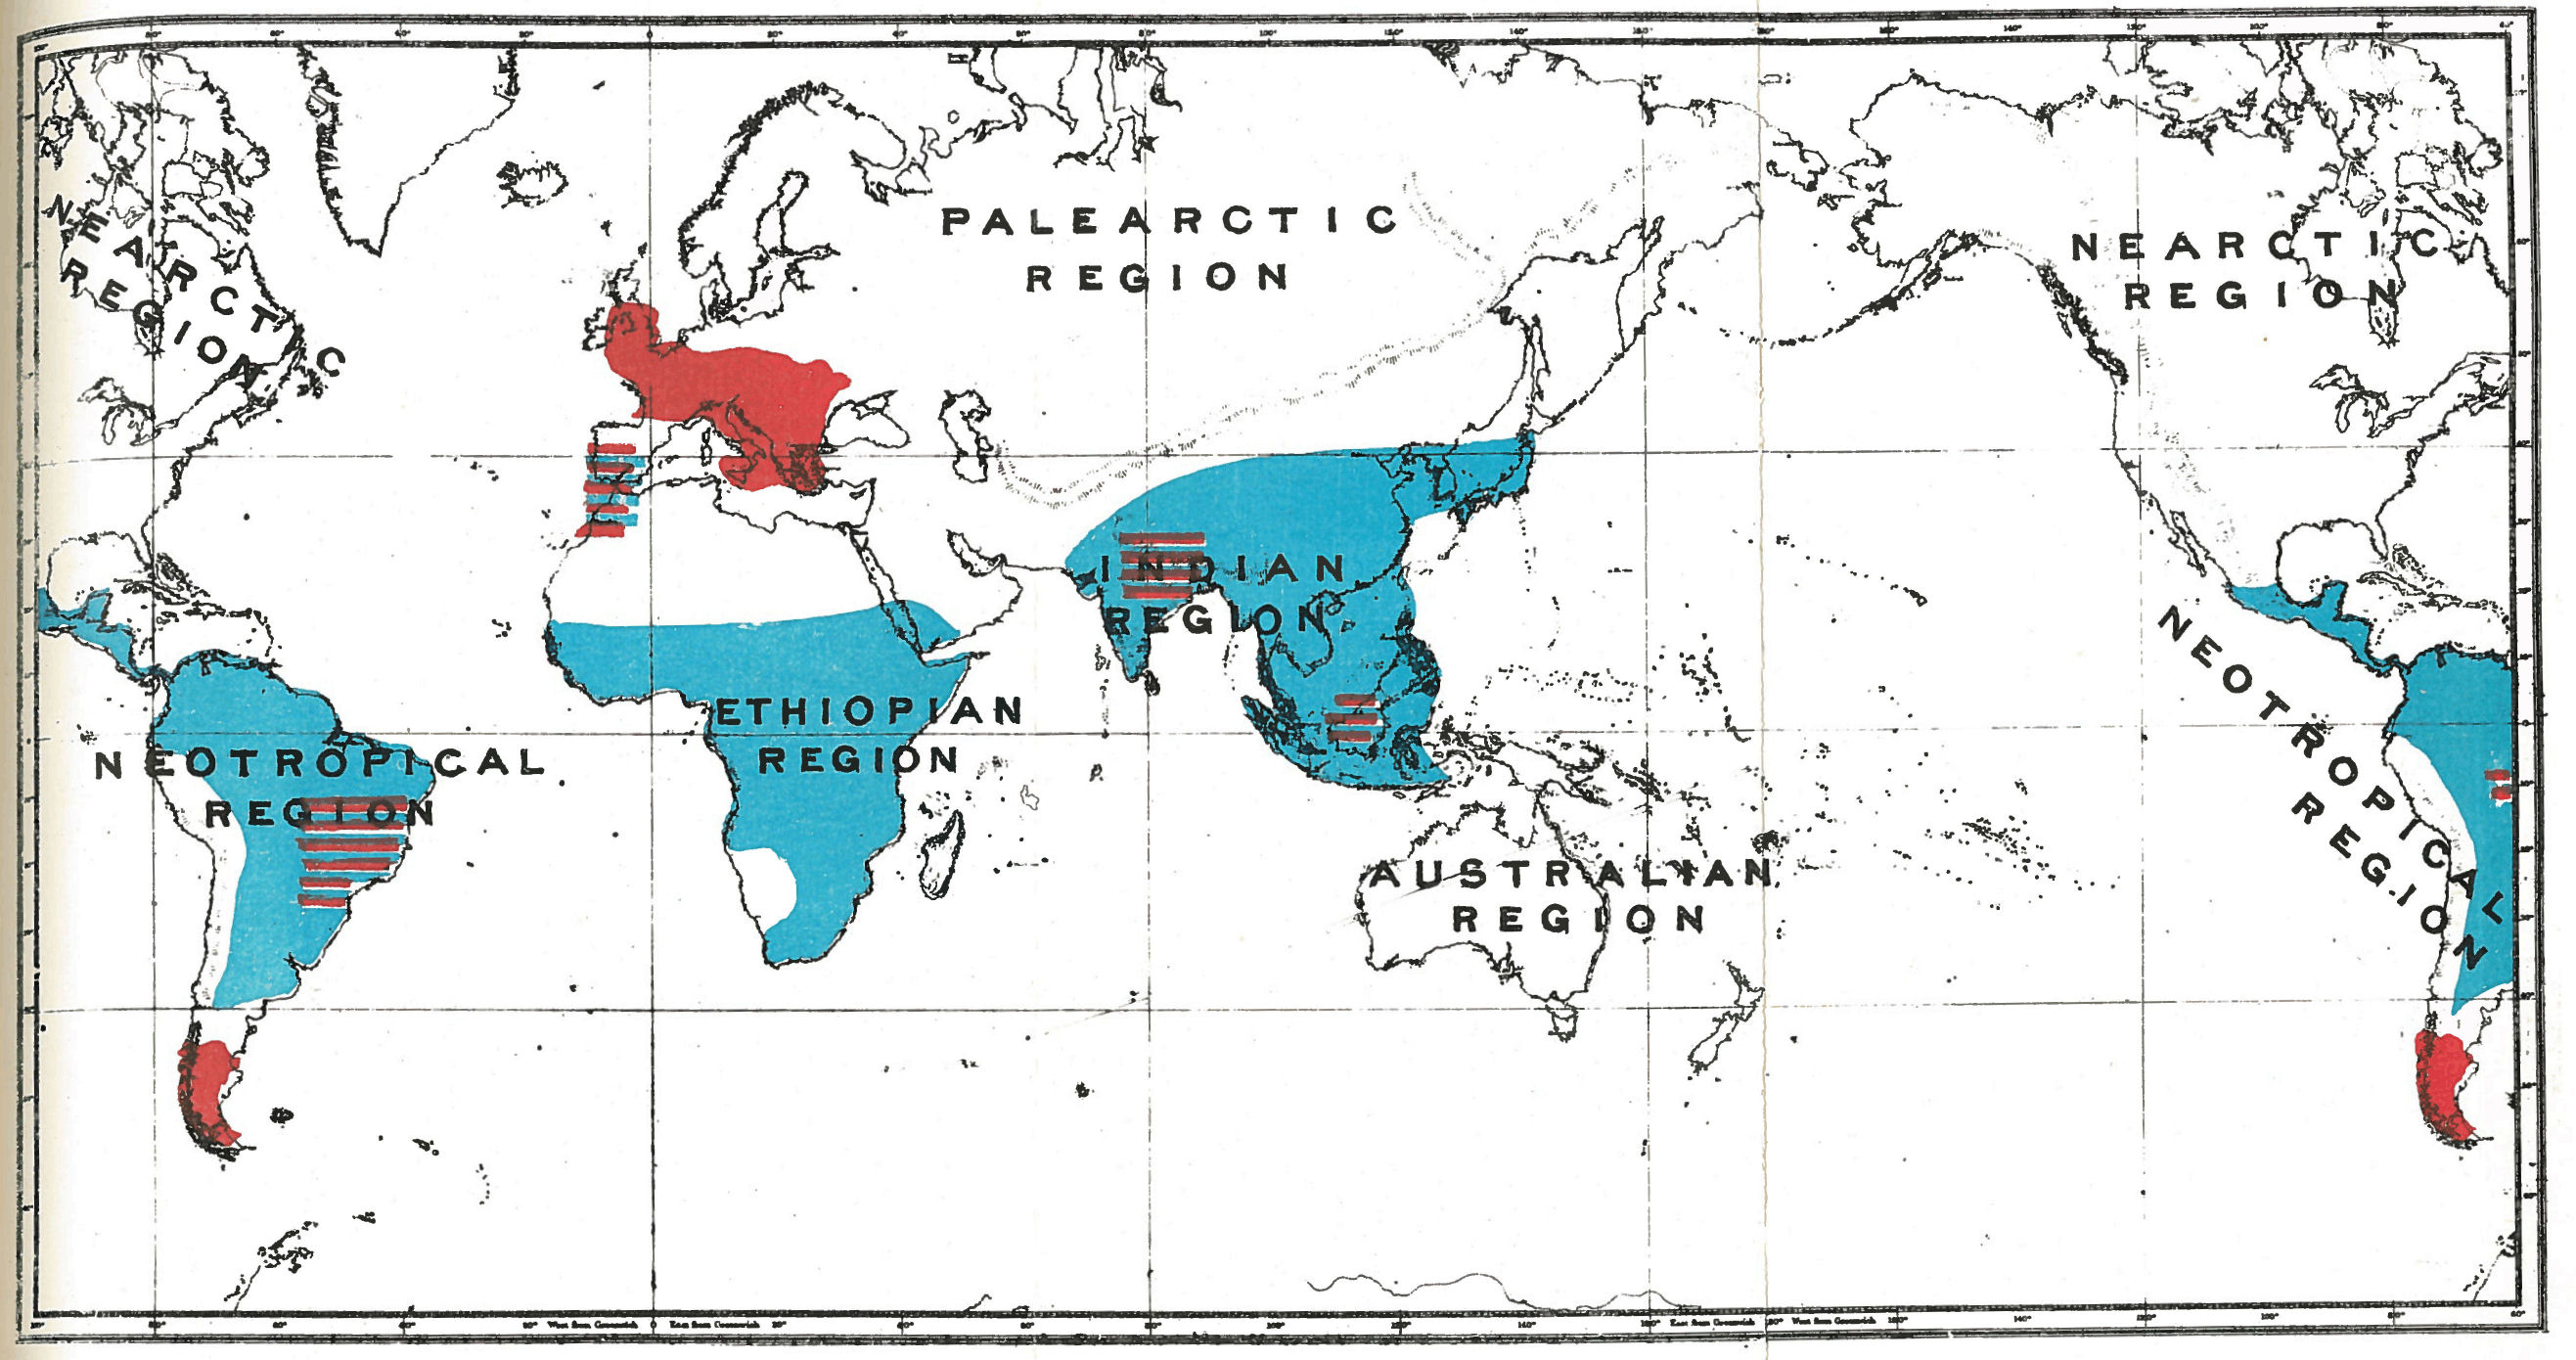 PALEARCTIC
REGION
NEARCTIC
REGION
NEARCTIC
REGION
INDIAN
REGION
ETHIOPIAN
REGION
NEOTROPICAL
REGION
NEOTROPICAL
REGION
AUSTRALIAN
REGION
West from Greenwich 0 East from Greenwich
East from Greenwich 180° West from Greenwich